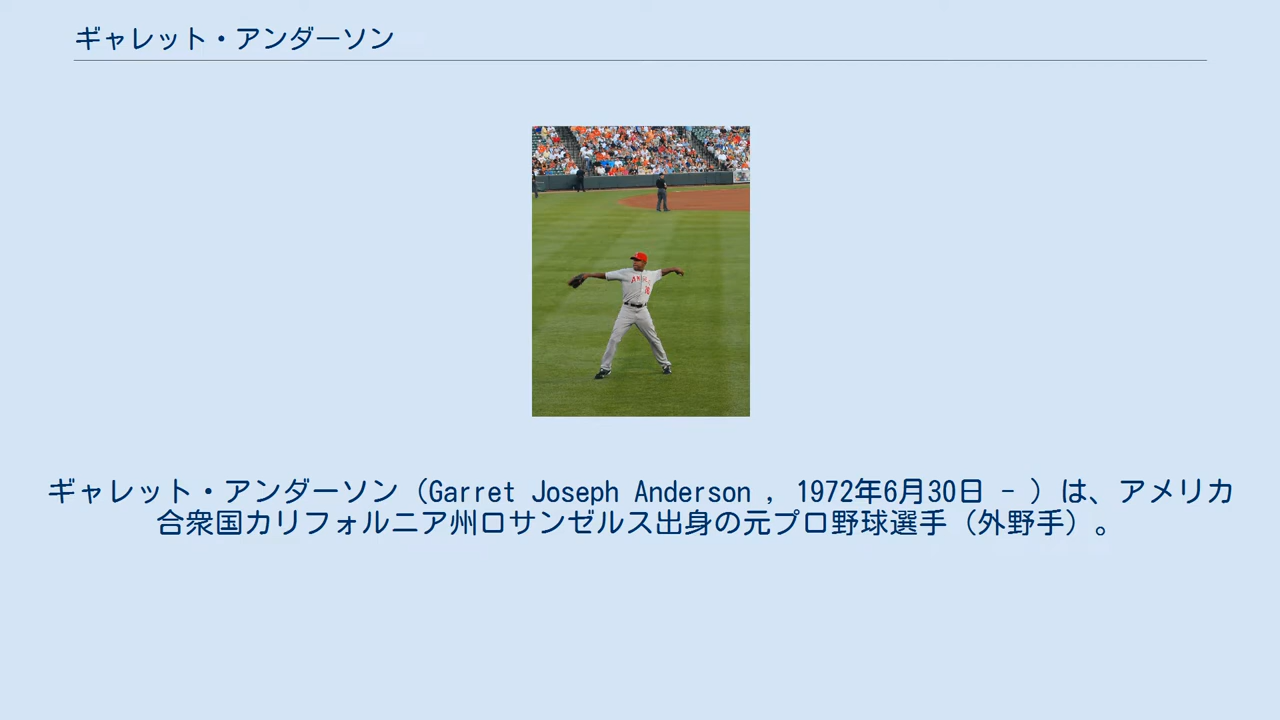 ギャレット・アンダーソン
ギャレット・アンダーソン（Garret Joseph Anderson , 1972年6月30日 - ）は、アメリカ
合衆国カリフォルニア州ロサンゼルス出身の元プロ野球選手（外野手）。